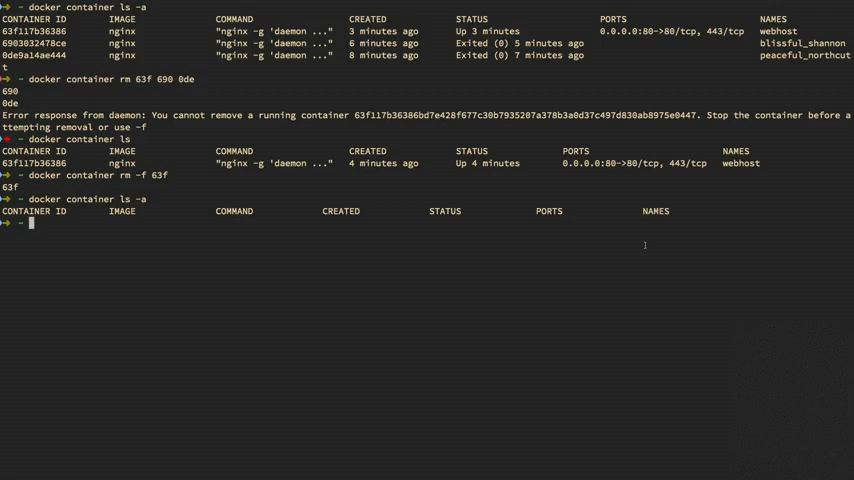 ➜ ~ docker container ls -a
CONTAINER ID IMAGE COMMAND CREATED STATUS PORTS NAMES
63f117b36386 nginx "nginx -g 'daemon ..." 3 minutes ago Up 3 minutes 0.0.0.0:80->80/tcp, 443/tcp webhost
6903032478ce nginx "nginx -g 'daemon ..." 6 minutes ago Exited (0) 5 minutes ago blissful_shannon
0de9a14ae444 nginx "nginx -g 'daemon ..." 8 minutes ago Exited (0) 7 minutes ago peaceful_northcut
t
➜ ~ docker container rm 63f 690 0de
690
0de
Error response from daemon: You cannot remove a running container 63f117b36386bd7e428f677c30b7935207a378b3a0d37c497d830ab8975e0447. Stop the container before a
ttempting removal or use -f
➜ ~ docker container ls
CONTAINER ID IMAGE COMMAND CREATED STATUS PORTS NAMES
63f117b36386 nginx "nginx -g 'daemon ..." 4 minutes ago Up 4 minutes 0.0.0.0:80->80/tcp, 443/tcp webhost
➜ ~ docker container rm -f 63f
63f
➜ ~ docker container ls -a
CONTAINER ID IMAGE COMMAND CREATED STATUS PORTS NAMES
➜ ~